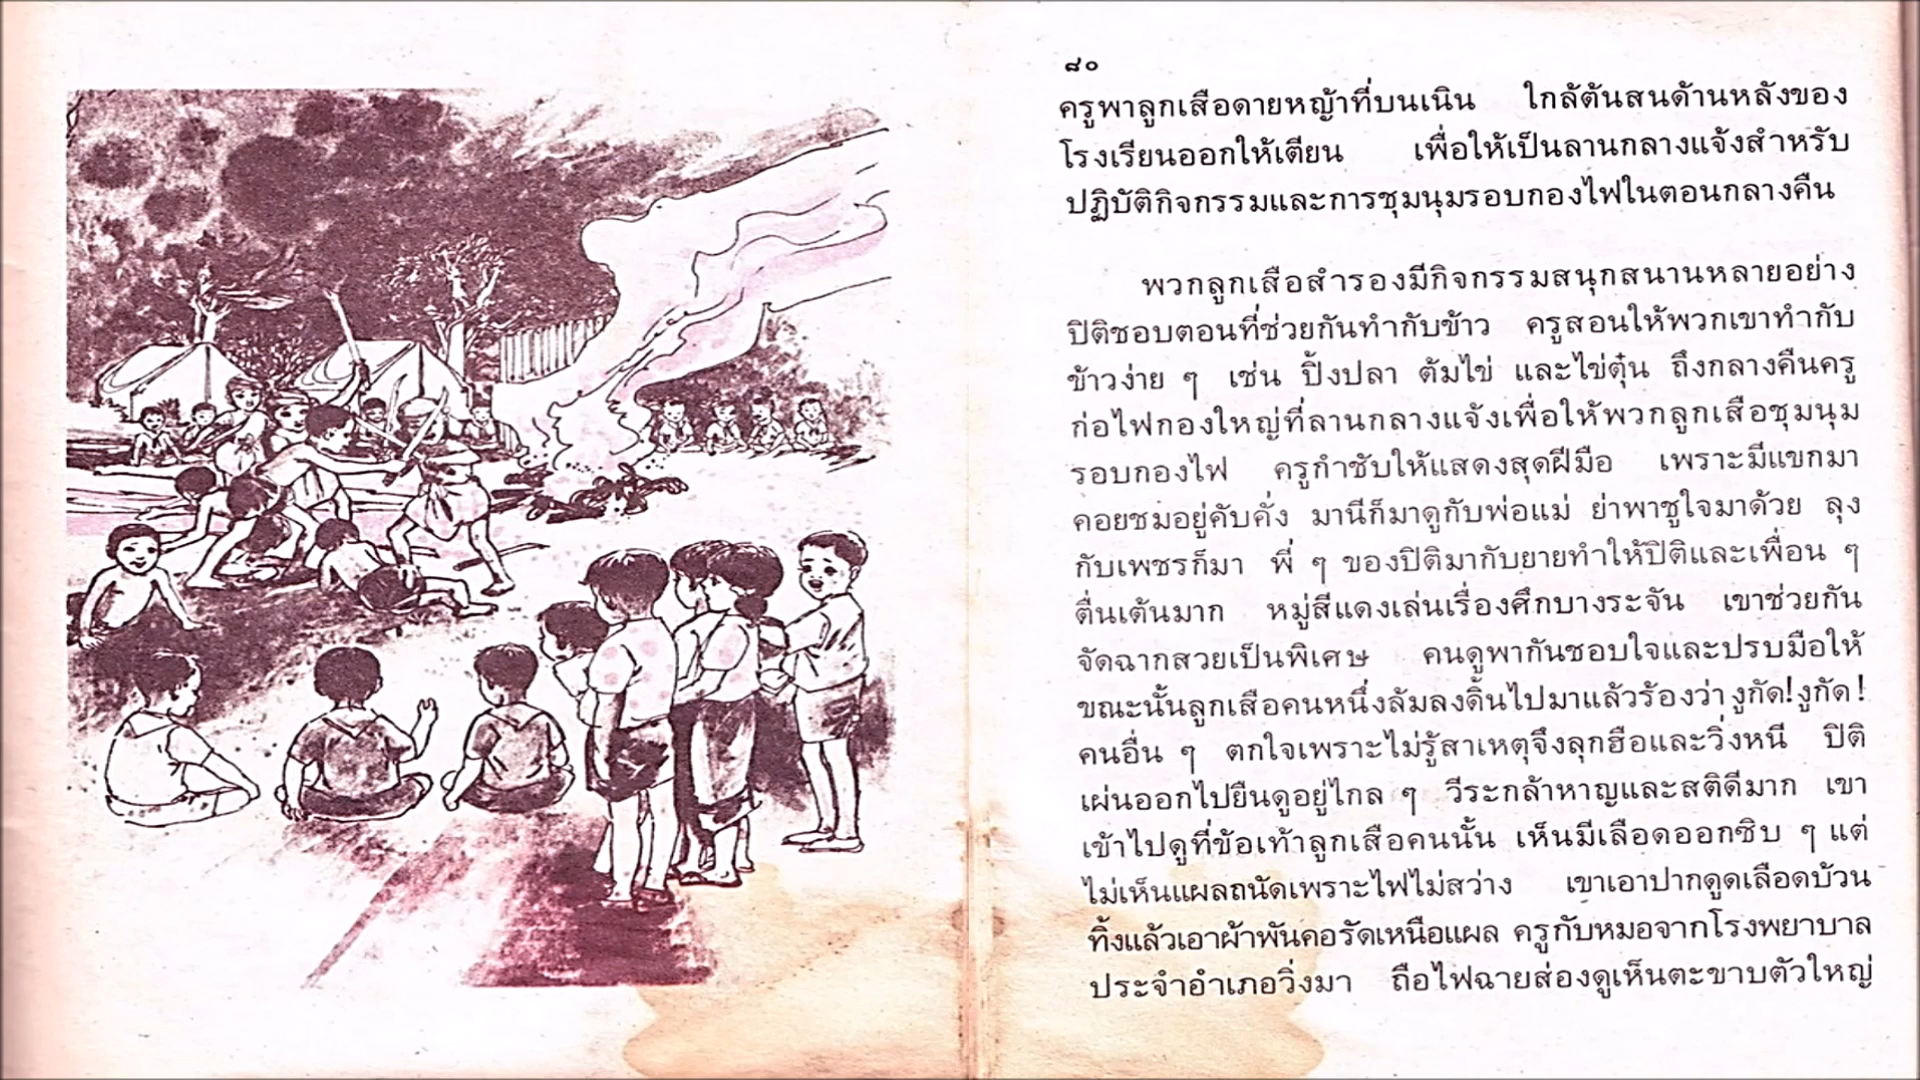 ๘๐
ครูพาลูกเสือดายหญ้าที่บนเนิน ใกล้ต้นสนด้านหลังของ
โรงเรียนออกให้เตียน เพื่อให้เป็นลานกลางแจ้งสำหรับ
ปฏิบัติกิจกรรมและการชุมนุมรอบกองไฟในตอนกลางคืน
พวกลูกเสือสำรองมีกิจกรรมสนุกสนานหลายอย่าง
ปิติชอบตอนที่ช่วยกันทำกับข้าว ครูสอนให้พวกเขาทำกับ
ข้าวง่าย ๆ เช่น ปิ้งปลา ต้มไข่ และไข่ตุ๋น ถึงกลางคืนครู
ก่อไฟกองใหญ่ที่ลานกลางแจ้งเพื่อให้พวกลูกเสือชุมนุม
รอบกองไฟ ครูกำชับให้แสดงสุดฝีมือ เพราะมีแขกมา
คอยชมอยู่คับคั่ง มานีก็มาดูกับพ่อแม่ ย่าพาชูใจมาด้วย ลุง
กับเพชรก็มา พี่ ๆ ของปิติมากับยายทำให้ปิติและเพื่อน ๆ
ตื่นเต้นมาก หมู่สีแดงเล่นเรื่องศึกบางระจัน เขาช่วยกัน
จัดฉากสวยเป็นพิเศษ คนดูพากันชอบใจและปรบมือให้
ขณะนั้นลูกเสือคนหนึ่งล้มลงดิ้นไปมาแล้วร้องว่า งูกัด! งูกัด!
คนอื่น ๆ ตกใจเพราะไม่รู้สาเหตุจึงลุกฮือและวิ่งหนี ปิติ
เผ่นออกไปยืนดูอยู่ไกล ๆ วีระกล้าหาญและสติดีมาก เขา
เข้าไปดูที่ข้อเท้าลูกเสือคนนั้น เห็นมีเลือดออกซิบ ๆ แต่
ไม่เห็นแผลถนัดเพราะไฟไม่สว่าง เขาเอาปากดูดเลือดบ้วน
ทิ้งแล้วเอาผ้าพันคอรัดเหนือแผล ครูกับหมอจากโรงพยาบาล
ประจำอำเภอวิ่งมา ถือไฟฉายส่องดูเห็นตะขาบตัวใหญ่